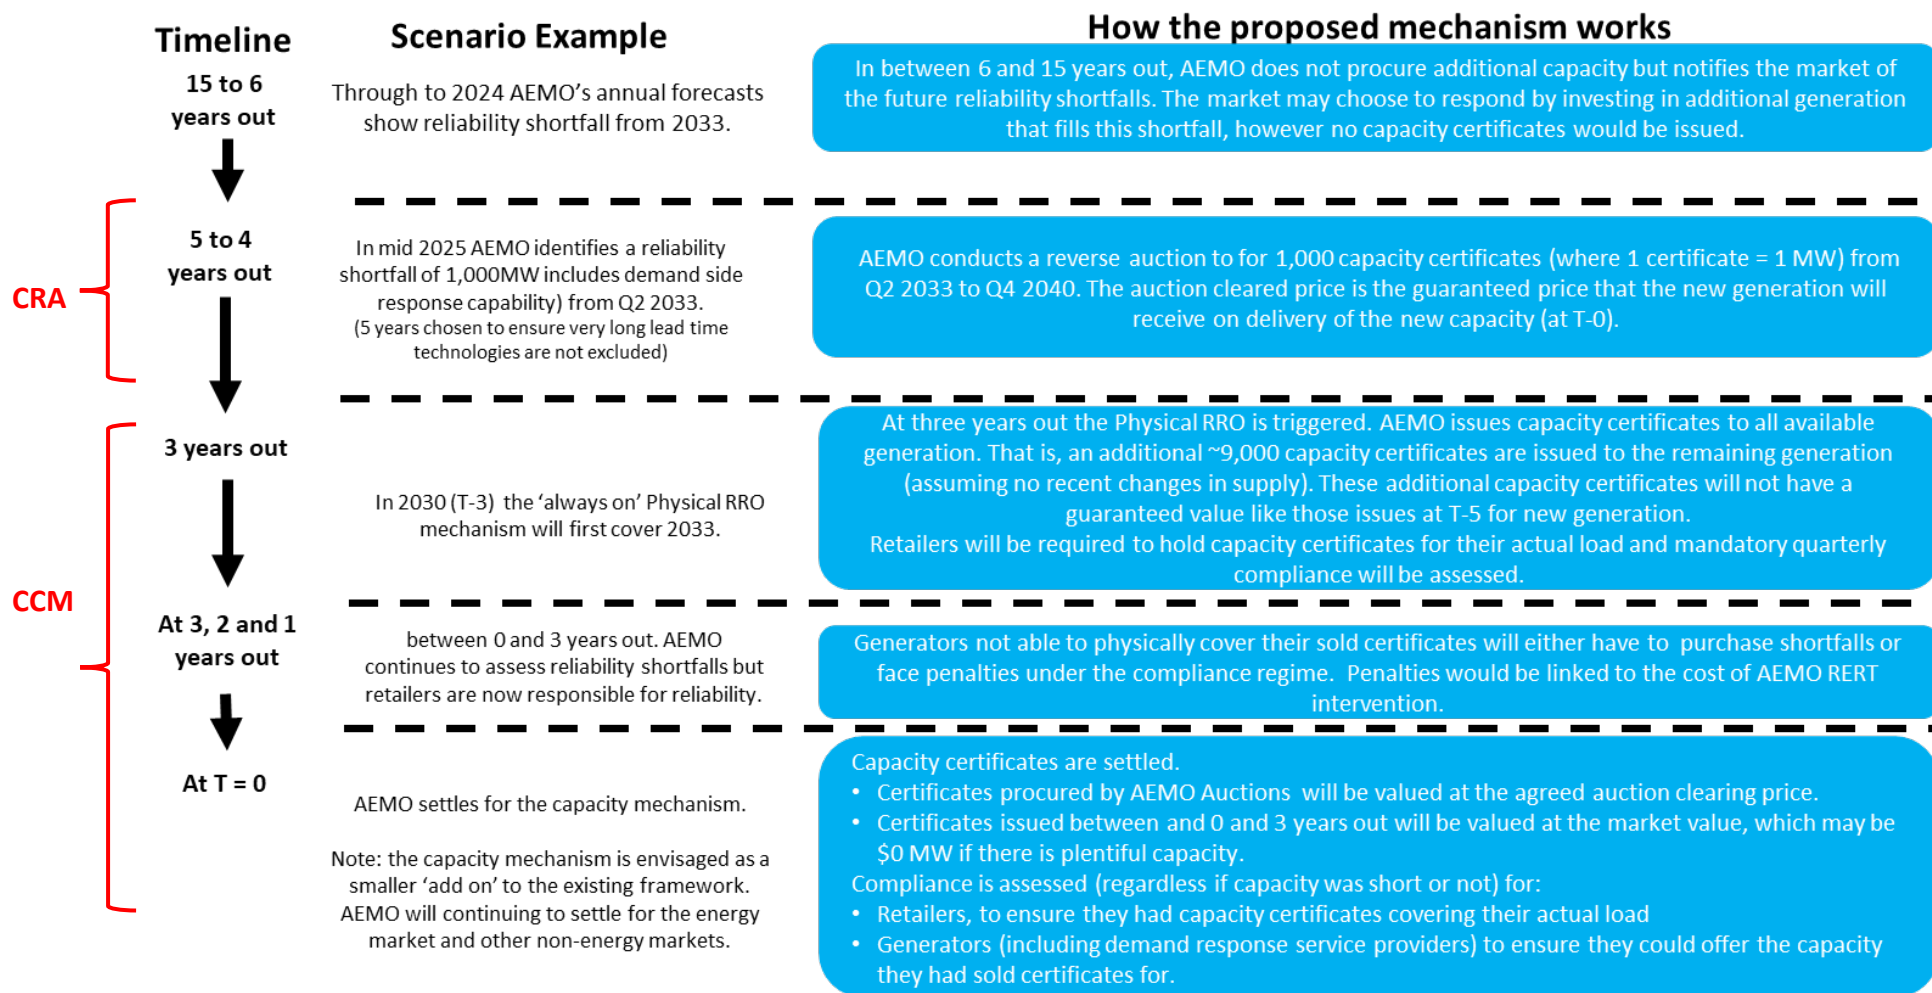 Timeline
Scenario Example
How the proposed mechanism works
15 to 6
years out
Through to 2024 AEMO’s annual forecasts
show reliability shortfall from 2033.
In between 6 and 15 years out, AEMO does not procure additional capacity but notifies the market of
the future reliability shortfalls. The market may choose to respond by investing in additional generation
that fills this shortfall, however no capacity certificates would be issued.
CRA
5 to 4
years out
In mid 2025 AEMO identifies a reliability
shortfall of 1,000MW includes demand side
response capability) from Q2 2033.
(5 years chosen to ensure very long lead time
technologies are not excluded)
AEMO conducts a reverse auction to for 1,000 capacity certificates (where 1 certificate = 1 MW) from
Q2 2033 to Q4 2040. The auction cleared price is the guaranteed price that the new generation will
receive on delivery of the new capacity (at T-0).
CCM
3 years out
In 2030 (T-3) the ‘always on’ Physical RRO
mechanism will first cover 2033.
At three years out the Physical RRO is triggered. AEMO issues capacity certificates to all available
generation. That is, an additional ~9,000 capacity certificates are issued to the remaining generation
(assuming no recent changes in supply). These additional capacity certificates will not have a
guaranteed value like those issues at T-5 for new generation.
Retailers will be required to hold capacity certificates for their actual load and mandatory quarterly
compliance will be assessed.
At 3, 2 and 1
years out
between 0 and 3 years out. AEMO
continues to assess reliability shortfalls but
retailers are now responsible for reliability.
Generators not able to physically cover their sold certificates will either have to purchase shortfalls or
face penalties under the compliance regime. Penalties would be linked to the cost of AEMO RERT
intervention.
At T = 0
AEMO settles for the capacity mechanism.
Note: the capacity mechanism is envisaged as a
smaller ‘add on’ to the existing framework.
AEMO will continuing to settle for the energy
market and other non-energy markets.
Capacity certificates are settled.
• Certificates procured by AEMO Auctions will be valued at the agreed auction clearing price.
• Certificates issued between and 0 and 3 years out will be valued at the market value, which may be
$0 MW if there is plentiful capacity.
Compliance is assessed (regardless if capacity was short or not) for:
• Retailers, to ensure they had capacity certificates covering their actual load
• Generators (including demand response service providers) to ensure they could offer the capacity
they had sold certificates for.